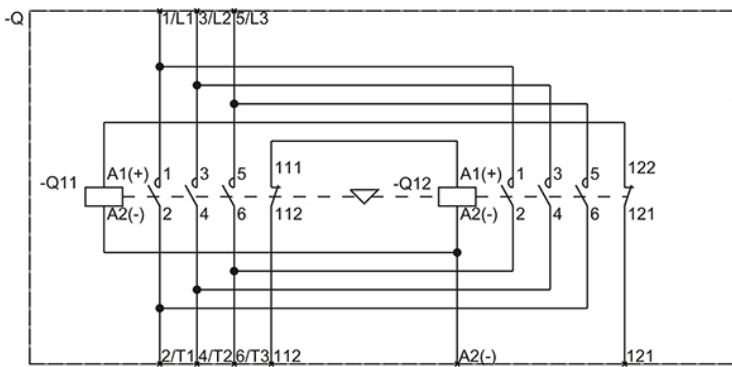 -Q 1/L1 3/L2 5/L3
111 122
A1(+) 1 3 5 A1(+) 1 3 5
-Q11 -Q12
A2(-) 2 4 6 112 A2(-) 2 4 6 121
2/T1 4/T2 6/T3 112 A2(-) 121